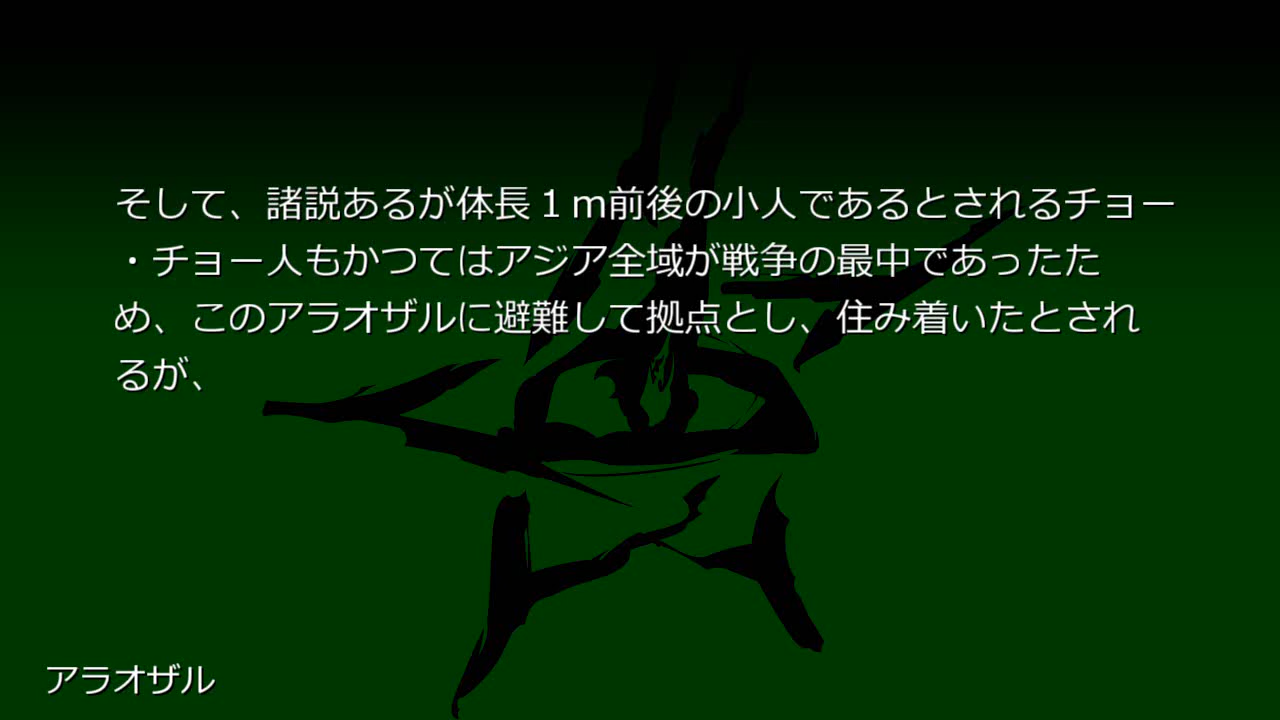 そして、諸説あるが体長１ｍ前後の小人であるとされるチョー
・チョー人もかつてはアジア全域が戦争の最中であったた
め、このアラオザルに避難して拠点とし、住み着いたとされ
るが、
アラオザル